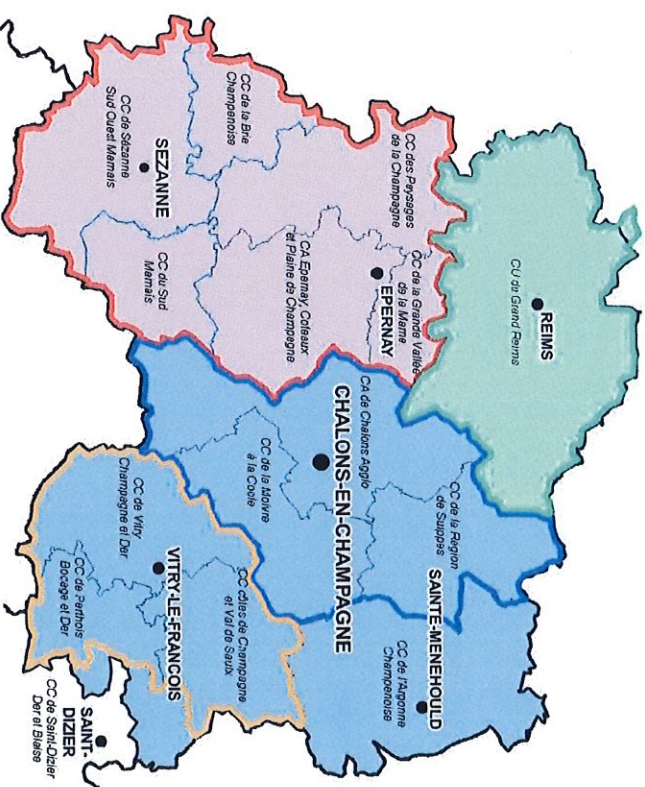 REIMS
CU du Grand Reims
CC des Paysages
de la Champagne
CC de la Grande Vallée
de la Marne
EPERNAY
CA Epernay, Coteaux
et Plaine de Champagne
CC de la Brie
Champenoise
SEZANNE
CC de Sézanne
Sud Ouest Marnais
CC du Sud
Marnais
CC de la Région
de Suippes
SAINTE-MENEHOULD
CC de l'Argonne
Champenoise
CA de Chalons Agglo
CHALONS-EN-CHAMPAGNE
CC de la Moivre
à la Coole
CC Côtes de Champagne
et Val de Saulx
VITRY-LE-FRANCOIS
CC de Vitry
Champagne et Der
CC de Perthois
Bocage et Der
SAINT-
DIZIER
CC de Saint-Dizier
Der et Blaise